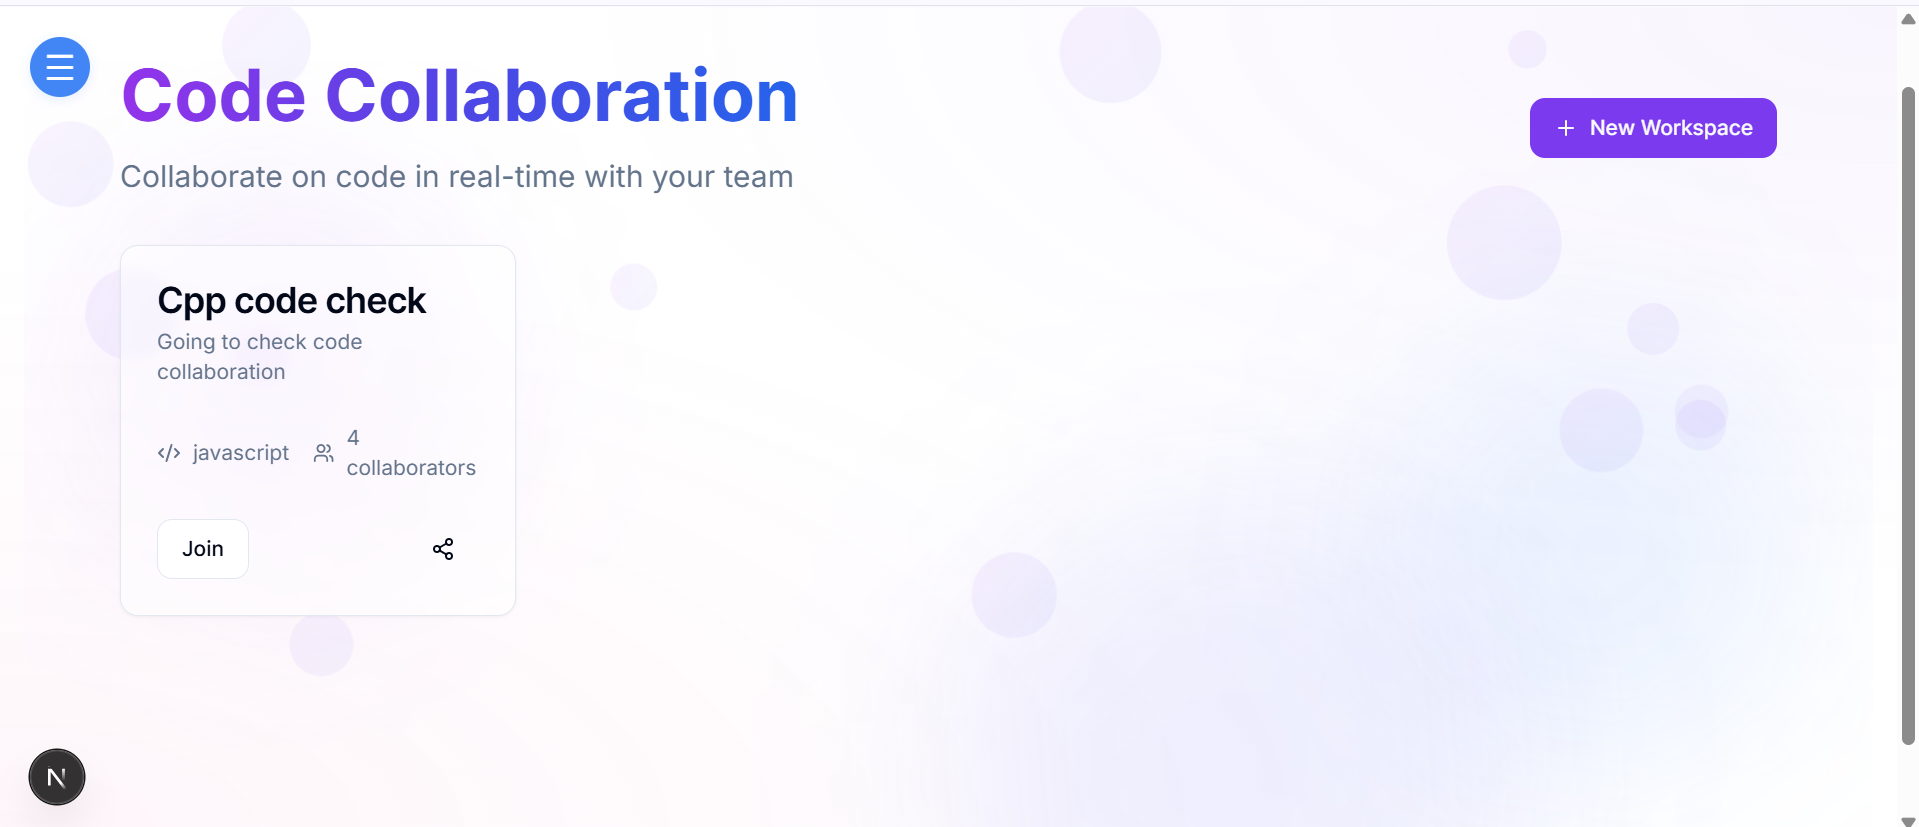 Code Collaboration
New Workspace
Collaborate on code in real-time with your team
Cpp code check
Going to check code
collaboration
javascript
4
collaborators
Join
N